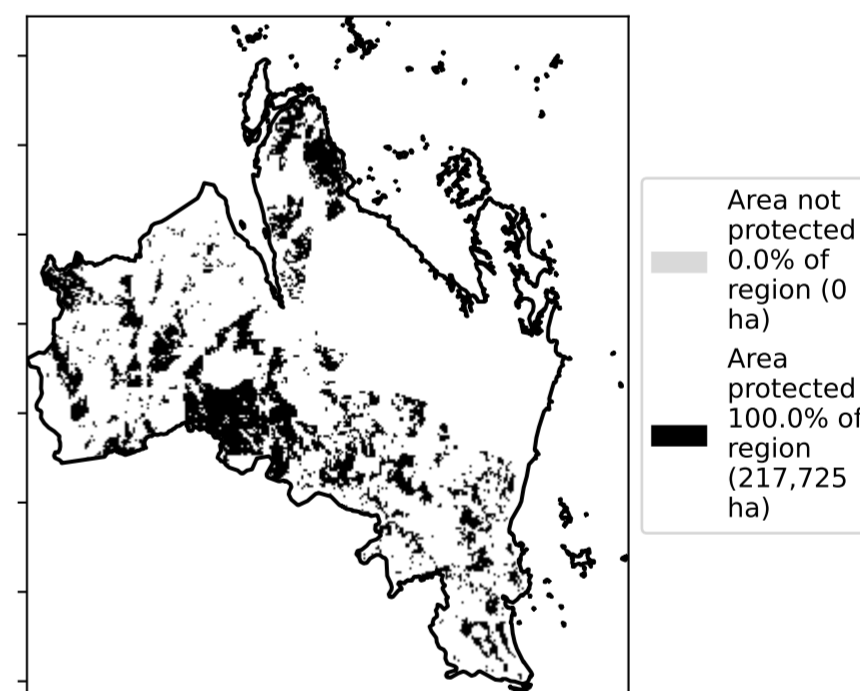 Area not
protected
0.0% of
region (0
ha)
Area
protected
100.0% of
region
(217,725
ha)